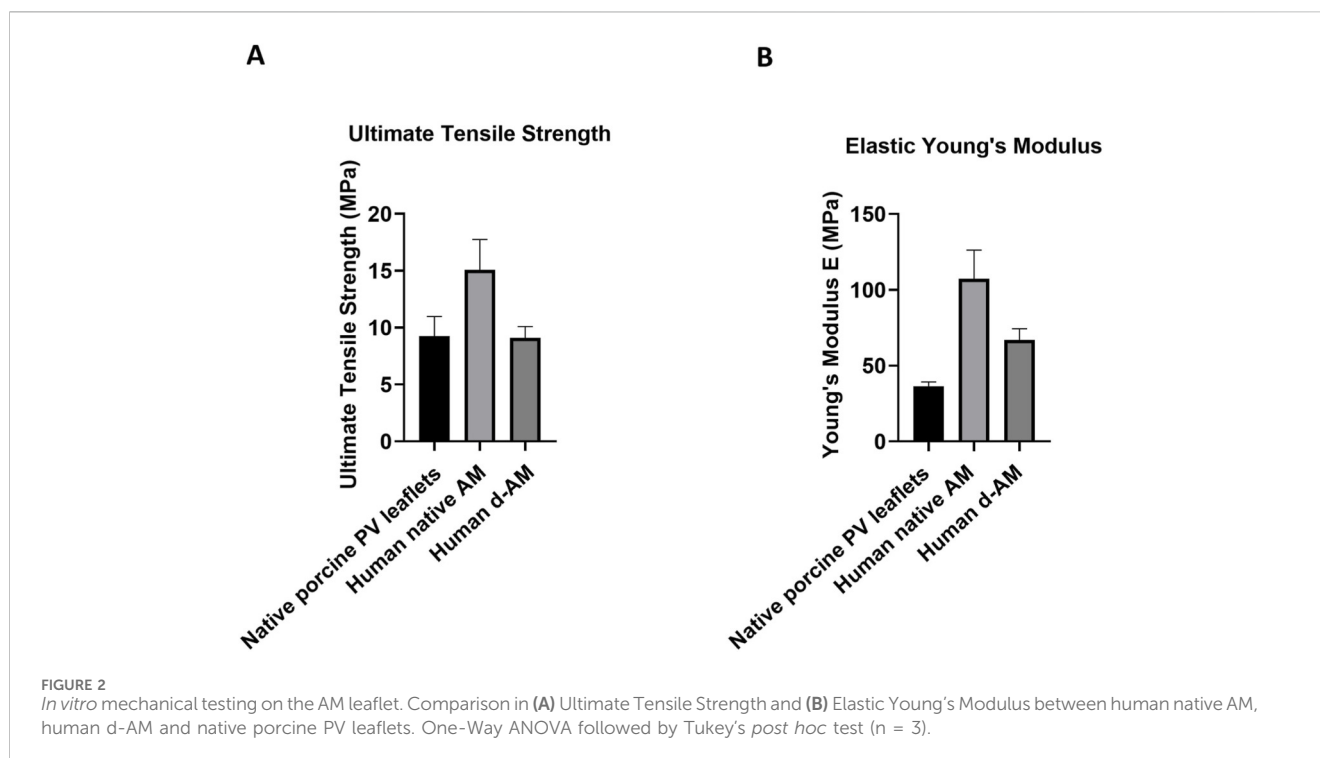 A
B
Ultimate Tensile Strength
Elastic Young's Modulus
Ultimate Tensile Strength (MPa)
20
15
10
5
0
Native porcine PV leaflets
Human native AM
Human d-AM
Young's Modulus E (MPa)
150
100
50
0
Native porcine PV leaflets
Human native AM
Human d-AM
FIGURE 2
In vitro mechanical testing on the AM leaflet. Comparison in (A) Ultimate Tensile Strength and (B) Elastic Young's Modulus between human native AM,
human d-AM and native porcine PV leaflets. One-Way ANOVA followed by Tukey's post hoc test (n = 3).